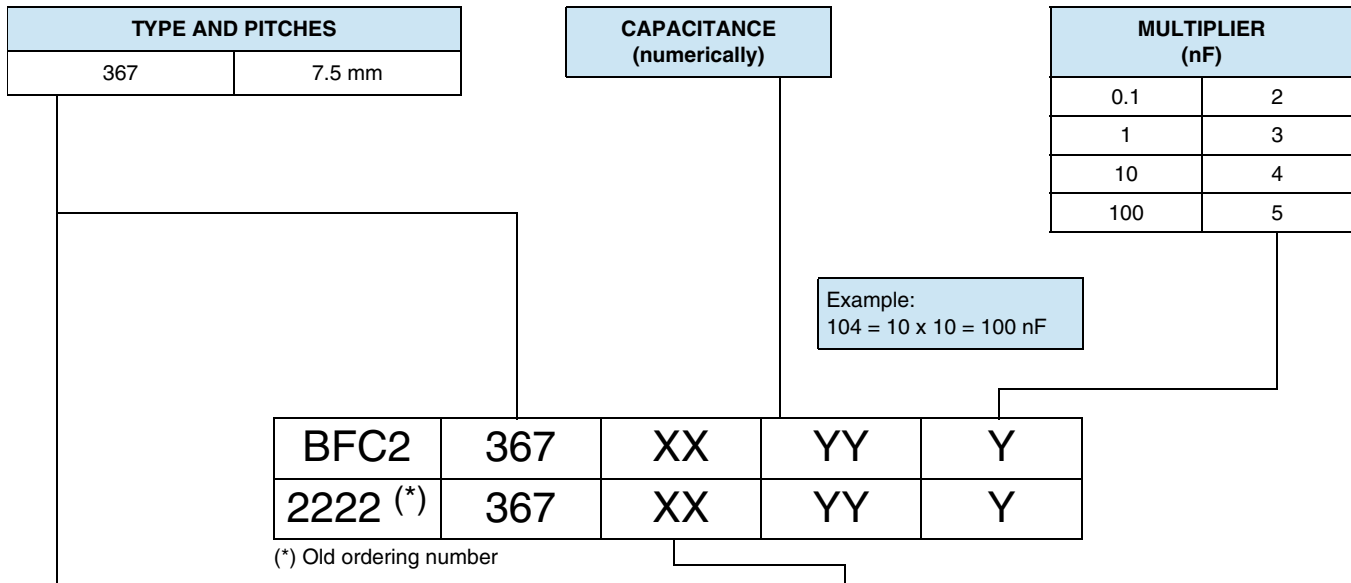 TYPE AND PITCHES
367 7.5 mm
CAPACITANCE
(numerically)
MULTIPLIER
(nF)
0.1 2
1 3
10 4
100 5
Example:
104 = 10 x 10 = 100 nF
BFC2 367 XX YY Y
2222 (*) 367 XX YY Y
(*) Old ordering number